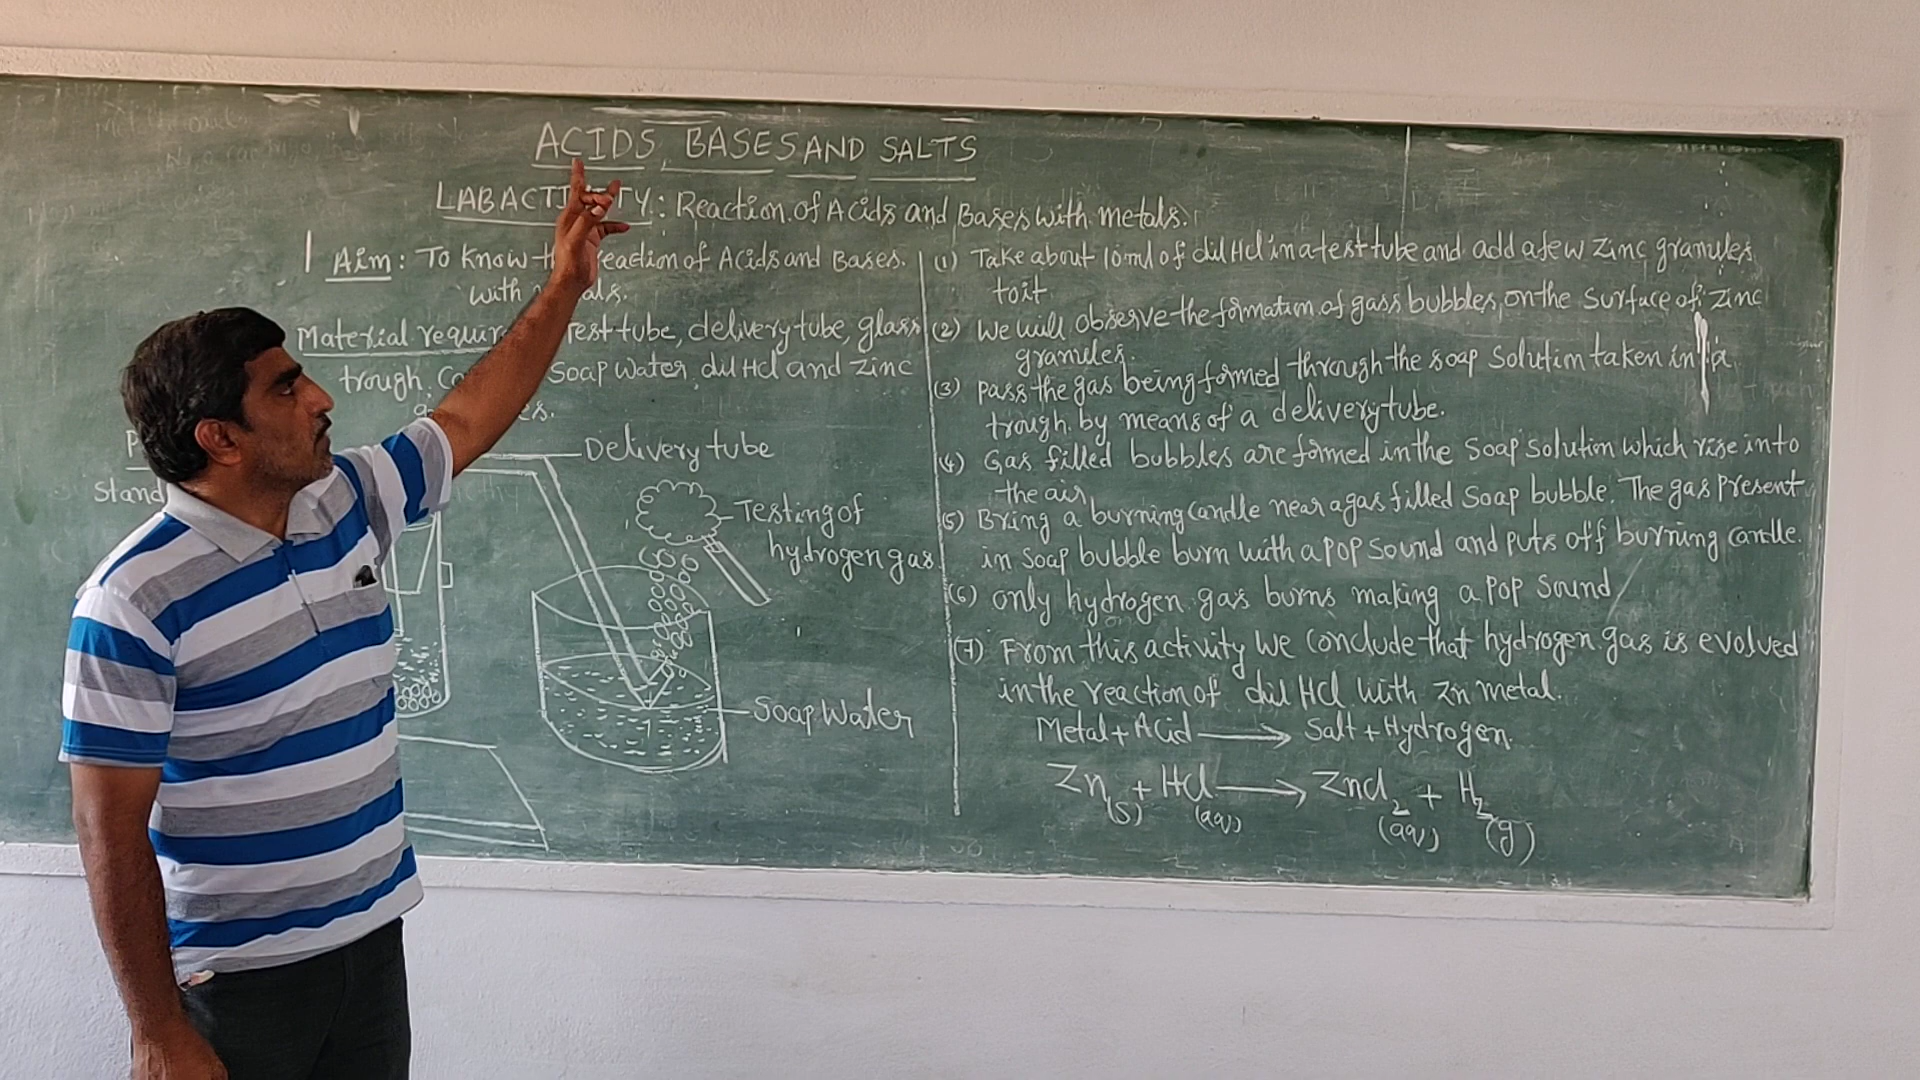 ACIDS, BASES AND SALTS
LAB ACTIVITY: Reaction of Acids and Bases with metals.
Aim: To Know reaction of Acids and Bases.
with
Material Test tube, delivery tube, glass
trough, Soap water, dil Hcl and zinc
Stand
Delivery tube
Testing of
hydrogen gas
Soap Water
(1) Take about 10ml of dil Hcl in a test tube and add a few zinc granules
to it
(2) We will observe the formation of gass bubbles, on the surface of zinc
granules.
(3) pass the gas being formed through the soap solution taken in a
trough by means of a delivery tube.
(4) Gas filled bubbles are formed in the Soap solution which rise into
the air
(5) Bring a burning candle near a gas filled soap bubble. The gas present
in soap bubble burn with a pop sound and puts off burning candle.
(6) only hydrogen gas burns making a pop sound
(7) From this activity we conclude that hydrogen gas is evolved
in the reaction of dil HCl with Zn metal.
Metal + Acid → Salt + Hydrogen.
Zn(s) + Hcl(aq) → Zncl2(aq) + H2(g)